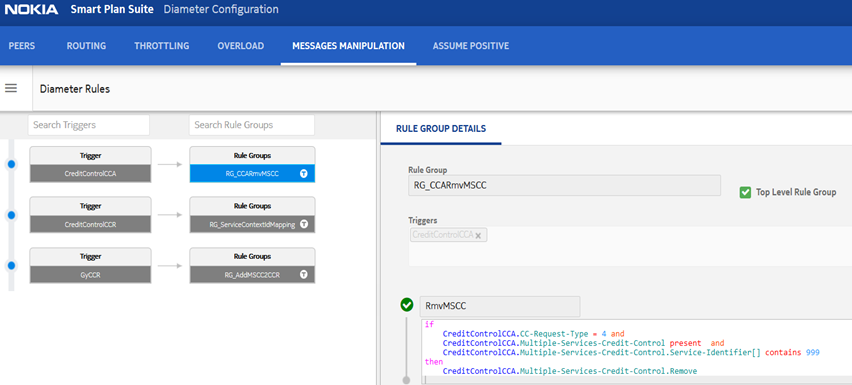 NOKIA Smart Plan Suite Diameter Configuration
PEERS ROUTING THROTTLING OVERLOAD MESSAGES MANIPULATION ASSUME POSITIVE
Diameter Rules
Search Triggers Search Rule Groups
Trigger Rule Groups
CreditControlCCA RG_CCARmvMSCC T
Trigger Rule Groups
CreditControlCCR RG_ServiceContextIdMapping T
Trigger Rule Groups
GyCCR RG_AddMSCC2CCR T
RULE GROUP DETAILS
Rule Group
RG_CCARmvMSCC
Top Level Rule Group
Triggers
CreditControlCCA x
RmvMSCC
if
CreditControlCCA.CC-Request-Type = 4 and
CreditControlCCA.Multiple-Services-Credit-Control present and
CreditControlCCA.Multiple-Services-Credit-Control.Service-Identifier[] contains 999
then
CreditControlCCA.Multiple-Services-Credit-Control.Remove